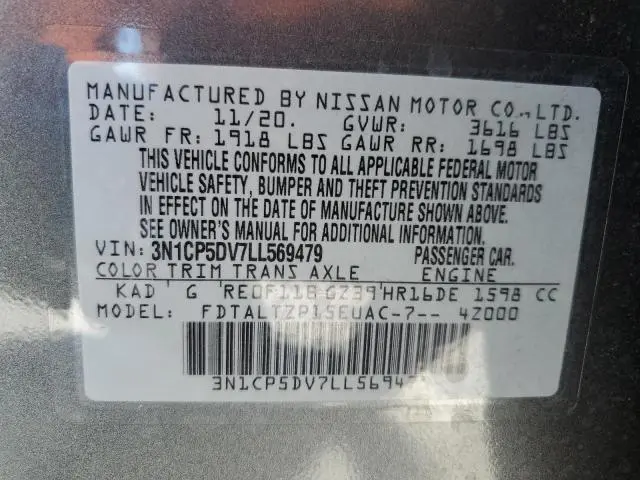 MANUFACTURED BY NISSAN MOTOR CO., LTD.
DATE: 11/20. GVWR: 3616 LBS
GAWR FR: 1918 LBS GAWR RR: 1698 LBS
THIS VEHICLE CONFORMS TO ALL APPLICABLE FEDERAL MOTOR
VEHICLE SAFETY, BUMPER AND THEFT PREVENTION STANDARDS
IN EFFECT ON THE DATE OF MANUFACTURE SHOWN ABOVE.
SEE OWNER'S MANUAL FOR ADDITIONAL INFORMATION.
VIN: 3N1CP5DV7LL569479 PASSENGER CAR.
COLOR TRIM TRANS AXLE ENGINE
KAD G RE0F11B GZ39 HR16DE 1598 CC
MODEL: FDTALTZP15EUAC-7-- 4Z000
3N1CP5DV7LL569479